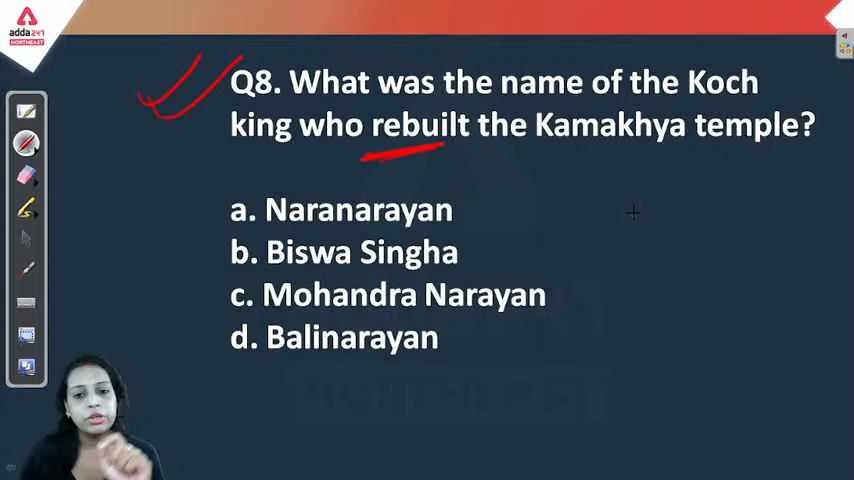 adda247
NORTHEAST
Q8. What was the name of the Koch
king who rebuilt the Kamakhya temple?
a. Naranarayan
b. Biswa Singha
c. Mohandra Narayan
d. Balinarayan
NORTHEAST